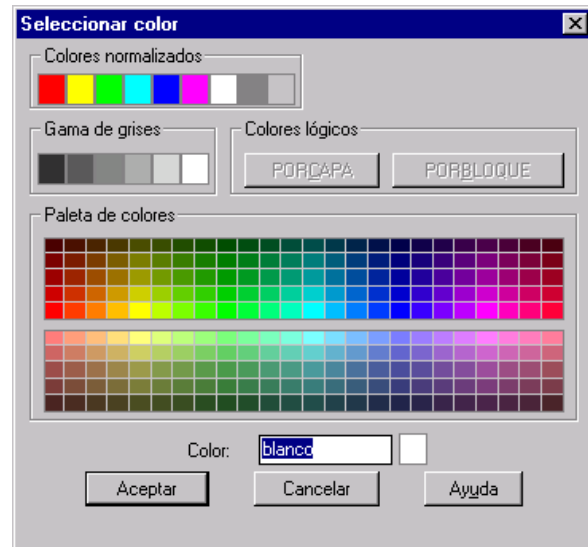 Seleccionar color
Colores normalizados
Gama de grises
Colores lógicos
PORCAPA
PORBLOQUE
Paleta de colores
Color: blanco
Aceptar Cancelar Ayuda